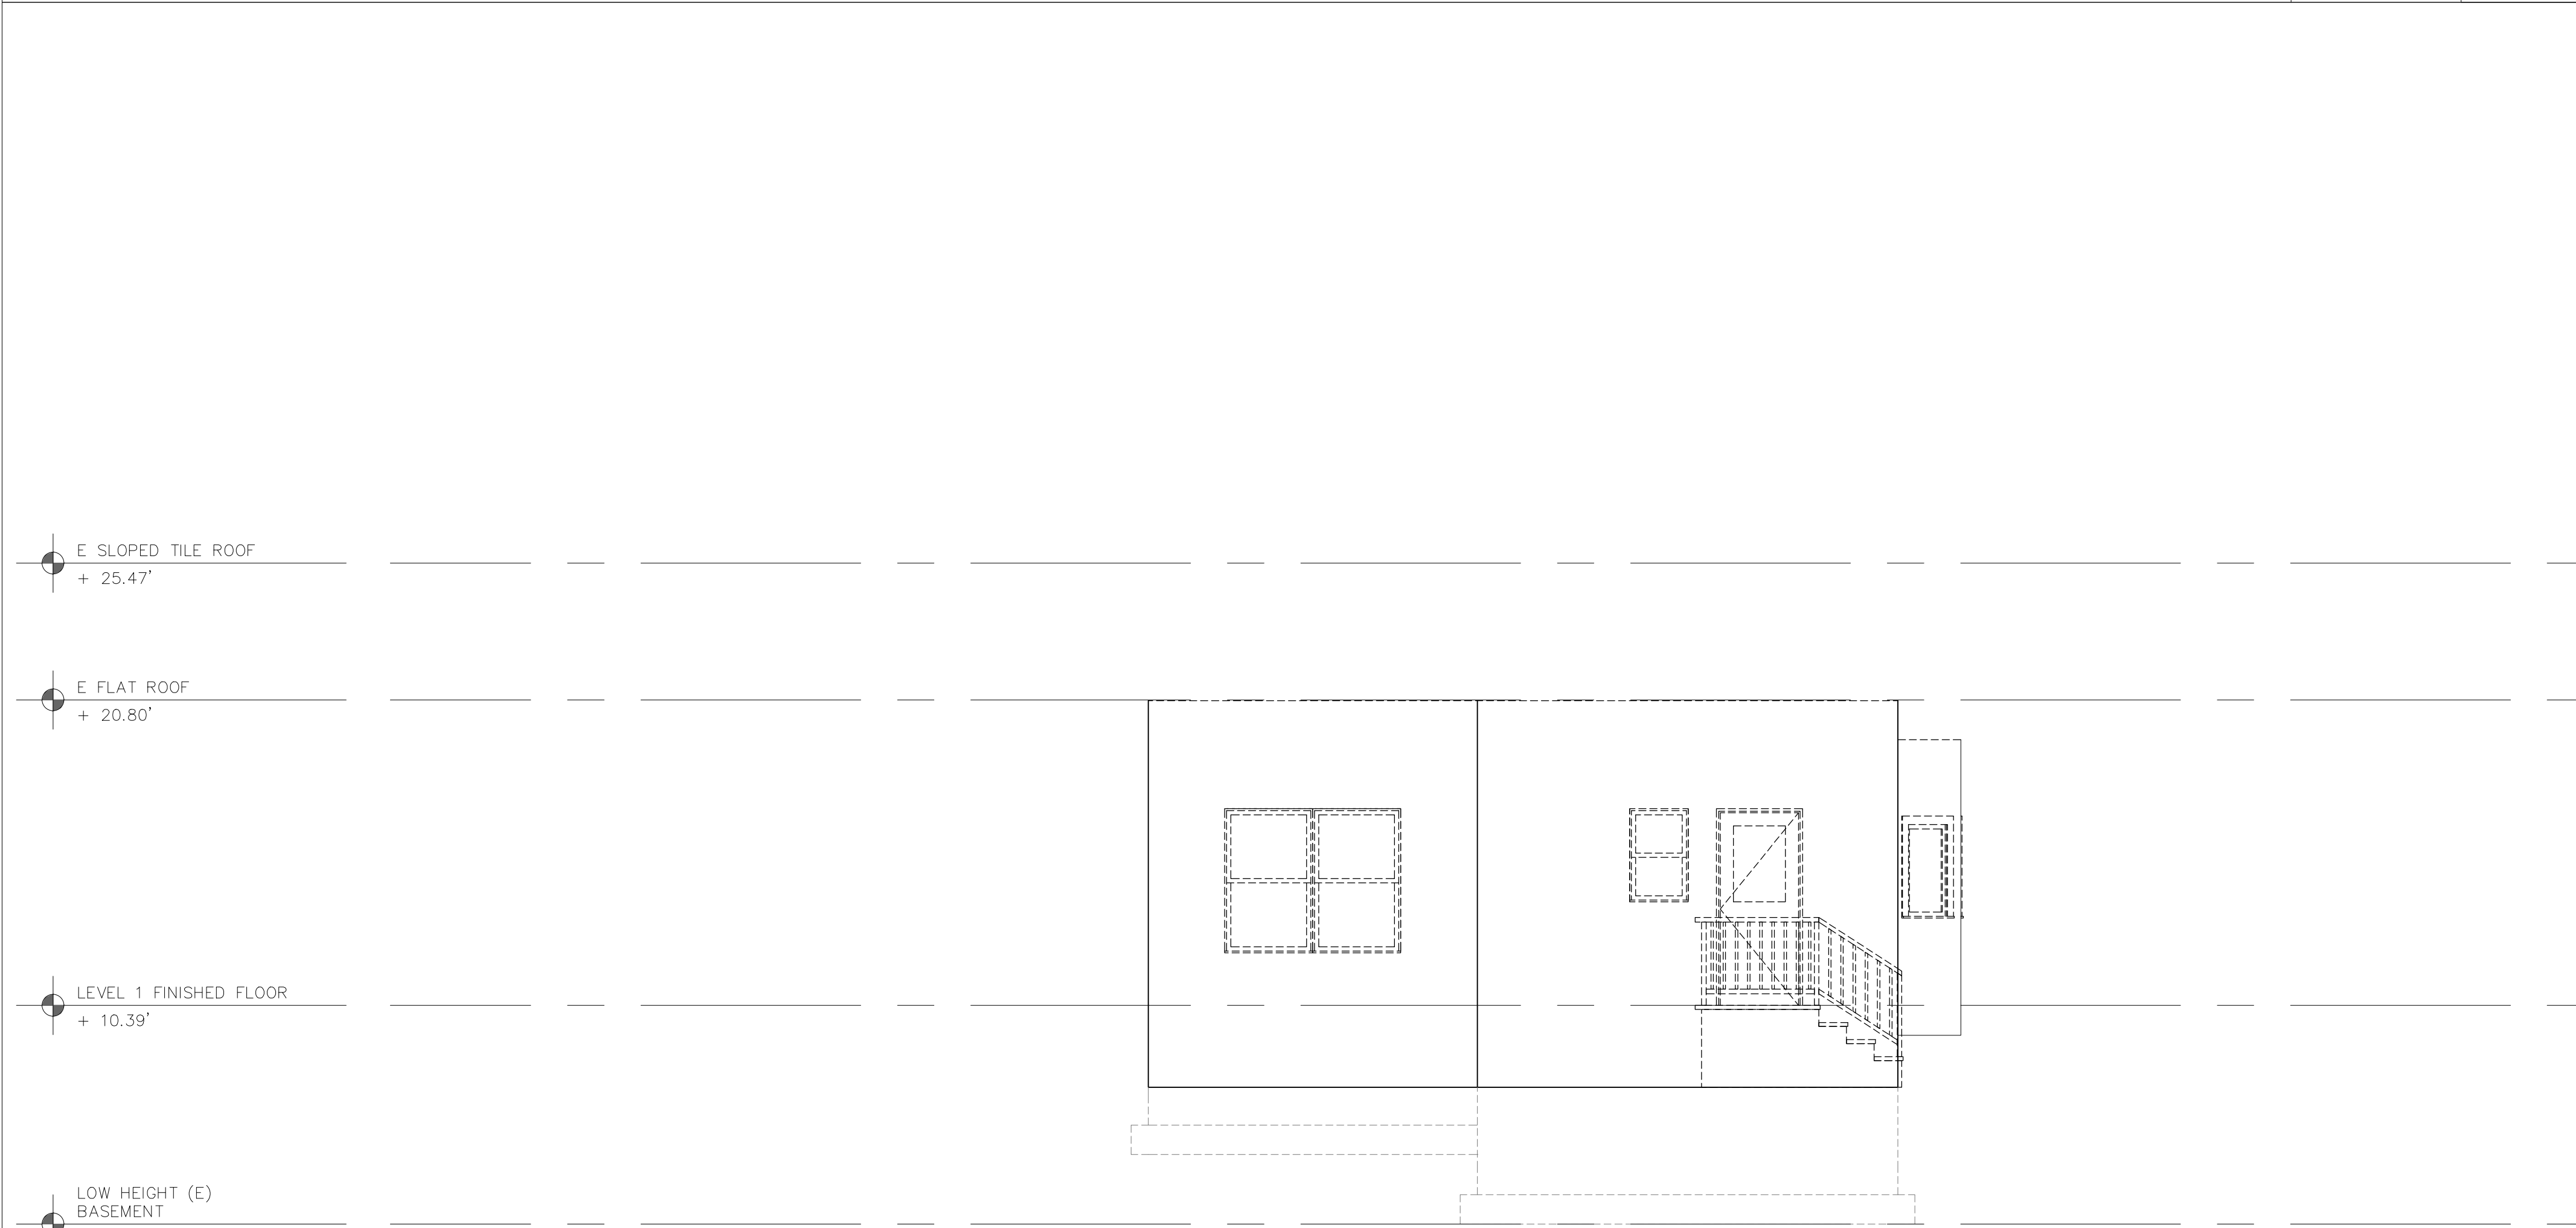 E SLOPED TILE ROOF
+ 25.47'
E FLAT ROOF
+ 20.80'
LEVEL 1 FINISHED FLOOR
+ 10.39'
LOW HEIGHT (E)
BASEMENT